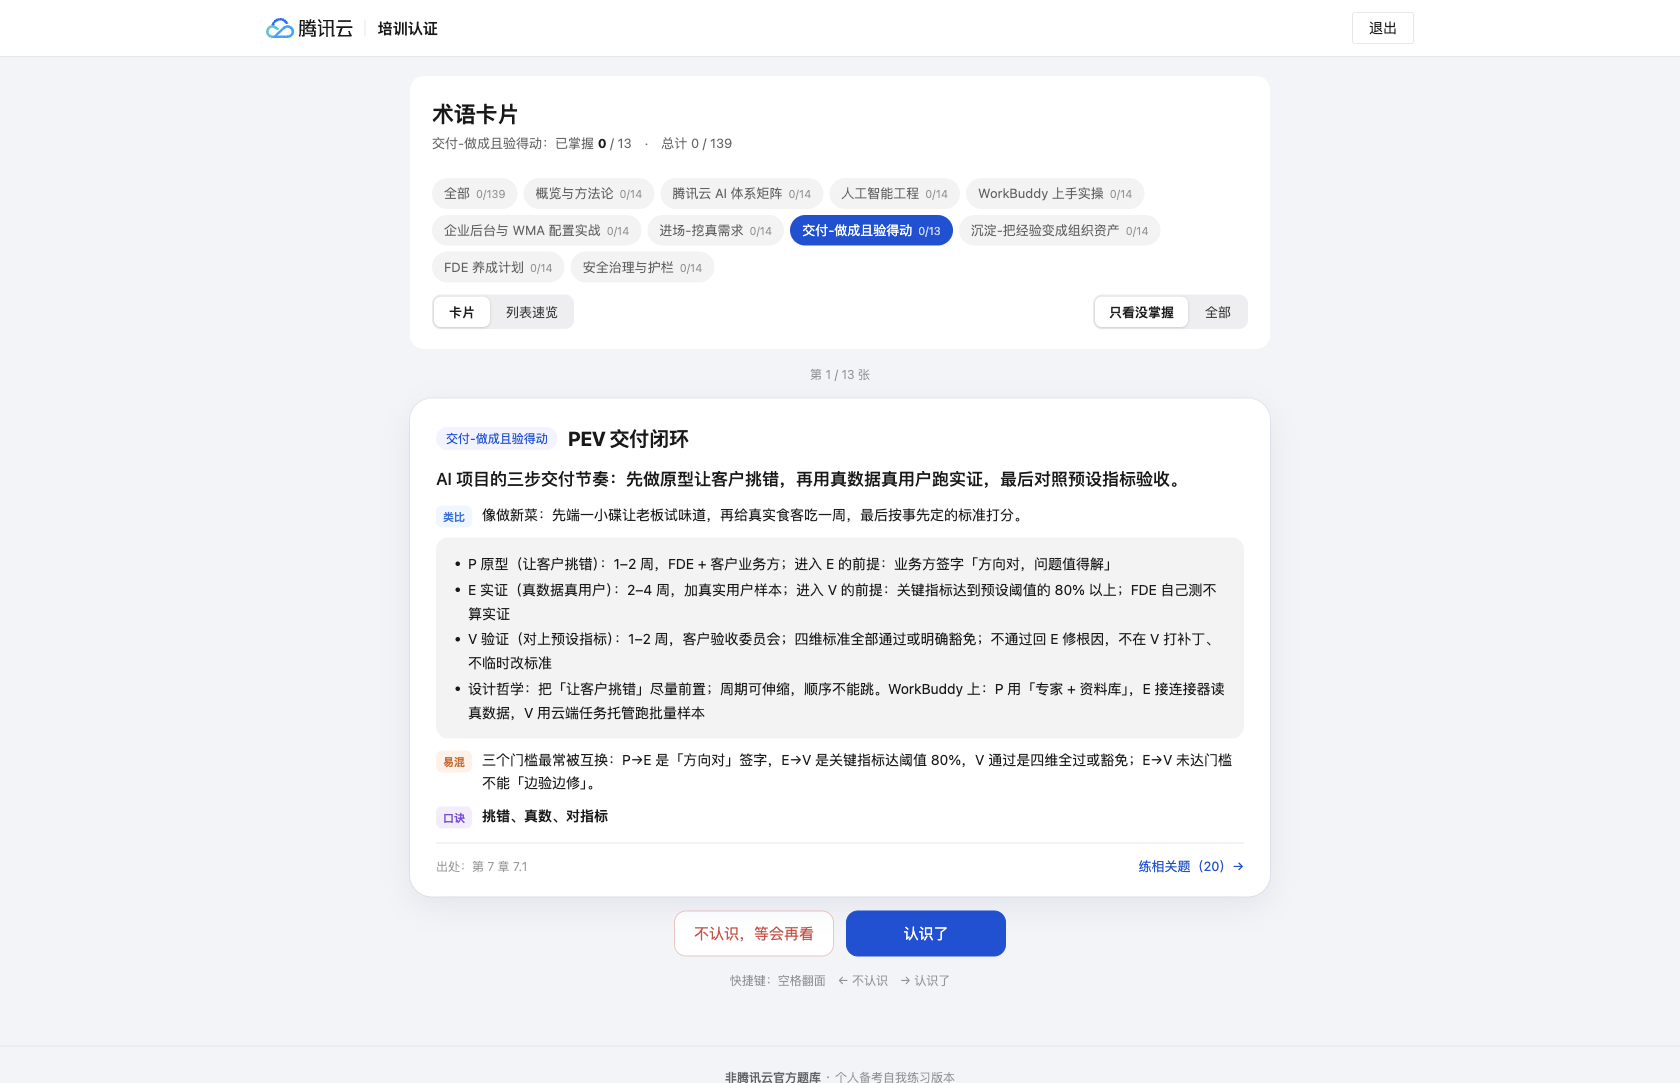 腾讯云 培训认证
退出
术语卡片
交付-做成且验得动：已掌握 0 / 13 · 总计 0 / 139
全部 0/139 概览与方法论 0/14 腾讯云 AI 体系矩阵 0/14 人工智能工程 0/14 WorkBuddy 上手实操 0/14
企业后台与 WMA 配置实战 0/14 进场-挖真需求 0/14 交付-做成且验得动 0/13 沉淀-把经验变成组织资产 0/14
FDE 养成计划 0/14 安全治理与护栏 0/14
卡片 列表速览 只看没掌握 全部
第 1 / 13 张
交付-做成且验得动 PEV 交付闭环
AI 项目的三步交付节奏：先做原型让客户挑错，再用真数据真用户跑实证，最后对照预设指标验收。
类比 像做新菜：先端一小碟让老板试味道，再给真实食客吃一周，最后按事先定的标准打分。
• P 原型（让客户挑错）：1–2 周，FDE + 客户业务方；进入 E 的前提：业务方签字「方向对，问题值得解」
• E 实证（真数据真用户）：2–4 周，加真实用户样本；进入 V 的前提：关键指标达到预设阈值的 80% 以上；FDE 自己测不
算实证
• V 验证（对上预设指标）：1–2 周，客户验收委员会；四维标准全部通过或明确豁免；不通过回 E 修根因，不在 V 打补丁、
不临时改标准
• 设计哲学：把「让客户挑错」尽量前置；周期可伸缩，顺序不能跳。WorkBuddy 上：P 用「专家 + 资料库」，E 接连接器读
真数据，V 用云端任务托管跑批量样本
易混 三个门槛最常被互换：P→E 是「方向对」签字，E→V 是关键指标达阈值 80%，V 通过是四维全过或豁免；E→V 未达门槛
不能「边验边修」。
口诀 挑错、真数、对指标
出处：第 7 章 7.1 练相关题（20） →
不认识，等会再看 认识了
快捷键：空格翻面 ← 不认识 → 认识了
非腾讯云官方题库 · 个人备考自我练习版本